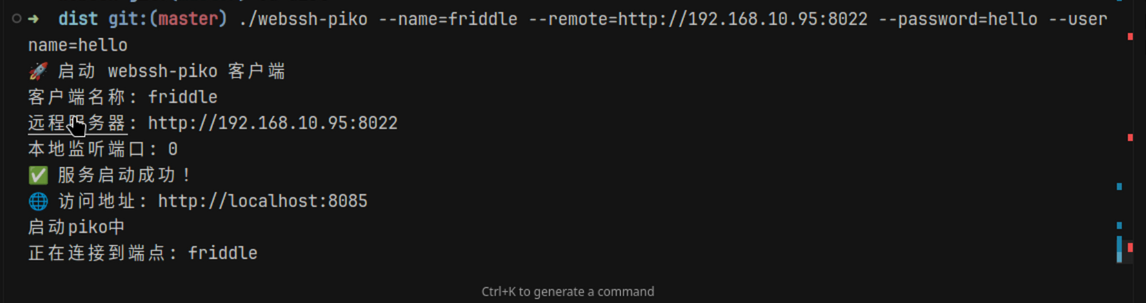 ➜ dist git:(master) ./webssh-piko --name=friddle --remote=http://192.168.10.95:8022 --password=hello --user
name=hello
🚀 启动 webssh-piko 客户端
客户端名称: friddle
远程服务器: http://192.168.10.95:8022
本地监听端口: 0
✅ 服务启动成功！
🌐 访问地址: http://localhost:8085
启动piko中
正在连接到端点: friddle
Ctrl+K to generate a command